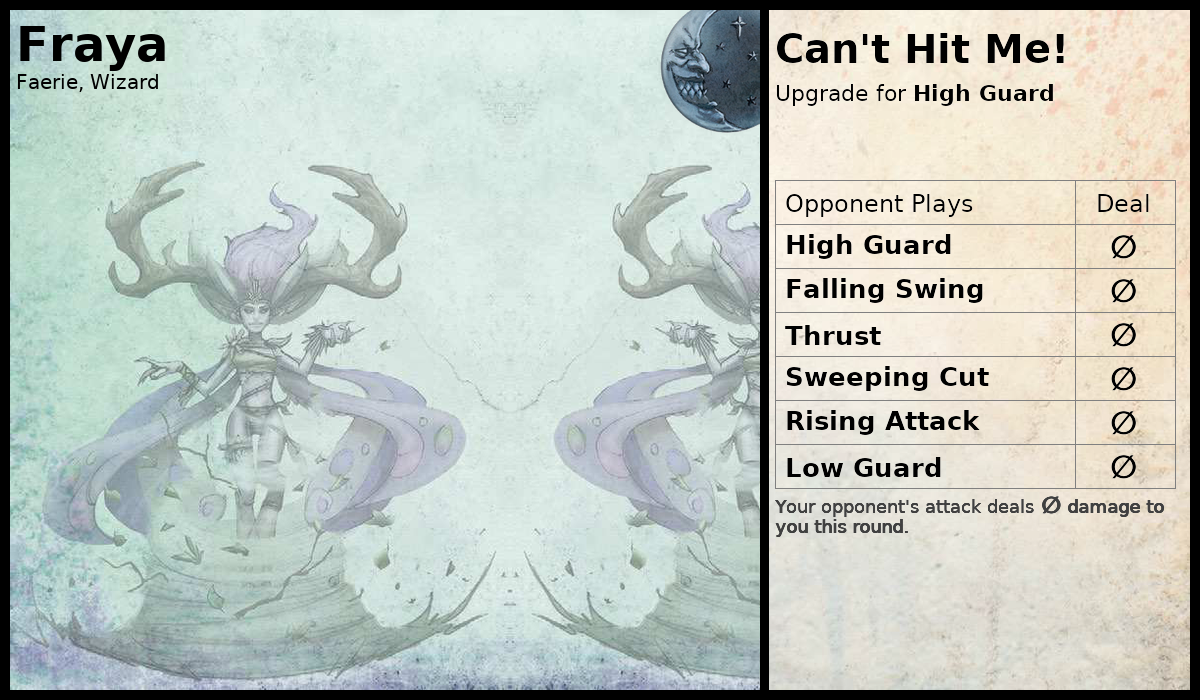 Fraya
Faerie, Wizard
Can't Hit Me!
Upgrade for High Guard
Opponent Plays Deal
High Guard ∅
Falling Swing ∅
Thrust ∅
Sweeping Cut ∅
Rising Attack ∅
Low Guard ∅
Your opponent's attack deals ∅ damage to
you this round.